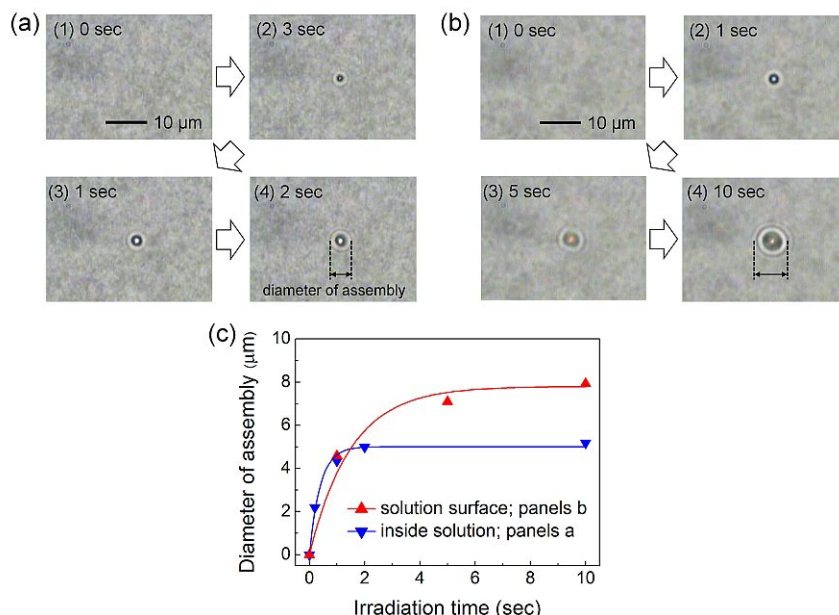 (a)
(1) 0 sec
10 μm
(2) 3 sec
(3) 1 sec
(4) 2 sec
diameter of assembly
(b)
(1) 0 sec
10 μm
(2) 1 sec
(3) 5 sec
(4) 10 sec
(c)
Diameter of assembly (μm)
10
8
6
4
2
0
solution surface; panels b
inside solution; panels a
0
2
4
6
8
10
Irradiation time (sec)